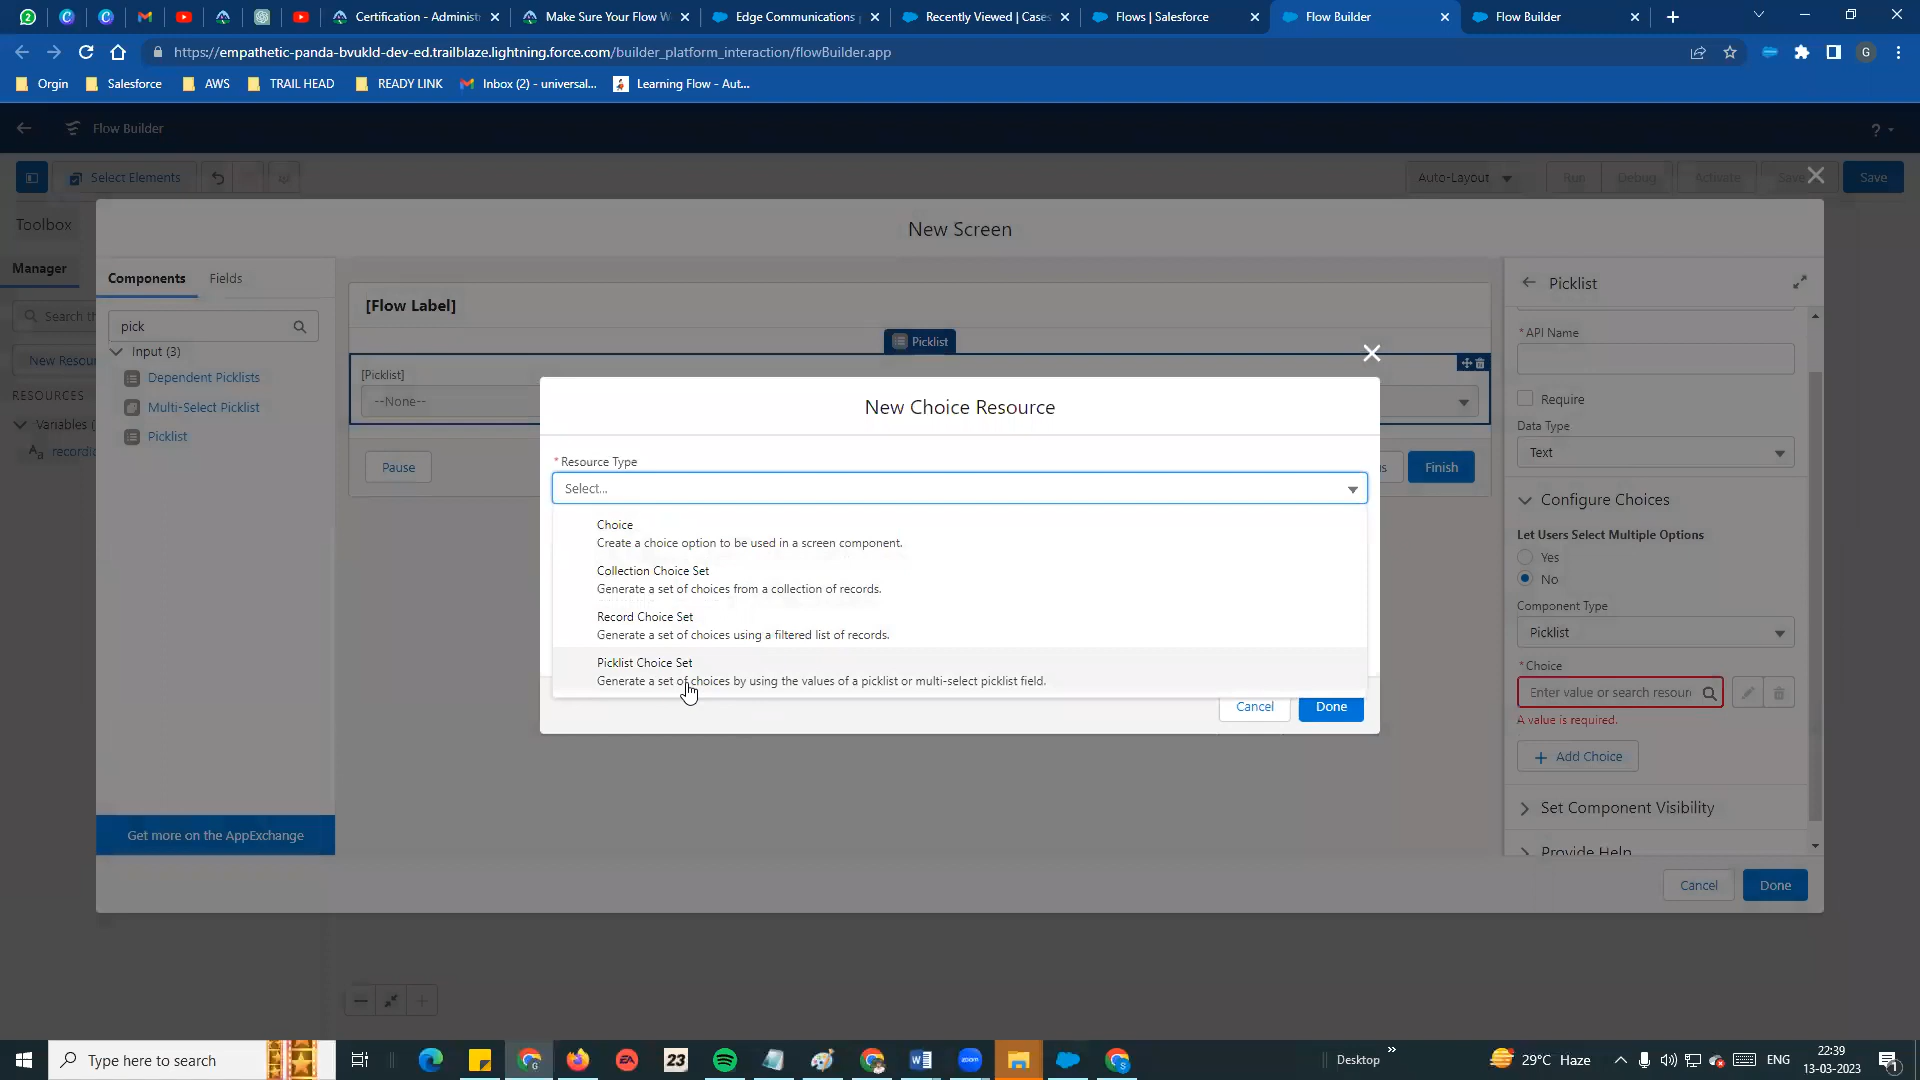 Certification - Administ
Make Sure Your Flow W
Edge Communications
Recently Viewed | Cases
Flows | Salesforce
Flow Builder
Flow Builder
https://empathetic-panda-bvukld-dev-ed.trailblaze.lightning.force.com/builder_platform_interaction/flowBuilder.app
G
Orgin
Salesforce
AWS
TRAIL HEAD
READY LINK
Inbox (2) - universal...
Learning Flow - Aut...
Flow Builder
?
Select Elements
Auto-Layout
Run
Debug
Activate
Save
Save
Toolbox
New Screen
Manager
Components
Fields
Picklist
[Flow Label]
Search th
pick
Picklist
* API Name
Input (3)
New Resour
Dependent Picklists
[Picklist]
--None--
Require
RESOURCES
Multi-Select Picklist
New Choice Resource
Data Type
Variables (
Picklist
Text
recordId
* Resource Type
Pause
Finish
Select...
Configure Choices
Choice
Create a choice option to be used in a screen component.
Let Users Select Multiple Options
Yes
Collection Choice Set
No
Generate a set of choices from a collection of records.
Component Type
Record Choice Set
Generate a set of choices using a filtered list of records.
Picklist
Picklist Choice Set
* Choice
Generate a set of choices by using the values of a picklist or multi-select picklist field.
Enter value or search resour
Cancel
Done
A value is required.
Add Choice
Set Component Visibility
Get more on the AppExchange
Provide Help
Cancel
Done
Type here to search
23
Desktop
29°C Haze
ENG
22:39
13-03-2023
1